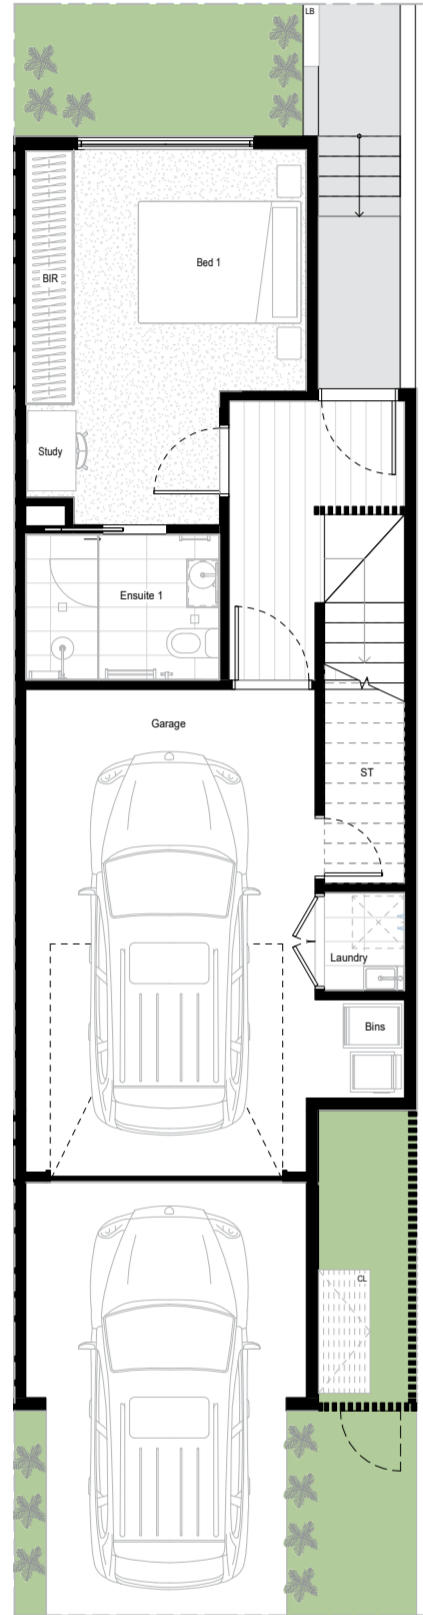 LB
Bed 1
BIR
Study
Ensuite 1
Garage
ST
Laundry
Bins
CL